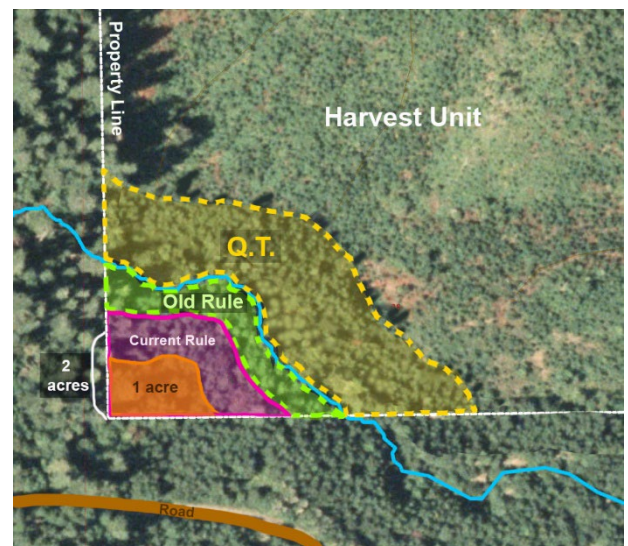 Property Line
Harvest Unit
Q.T.
Old Rule
Current Rule
2
acres
1 acre
Road